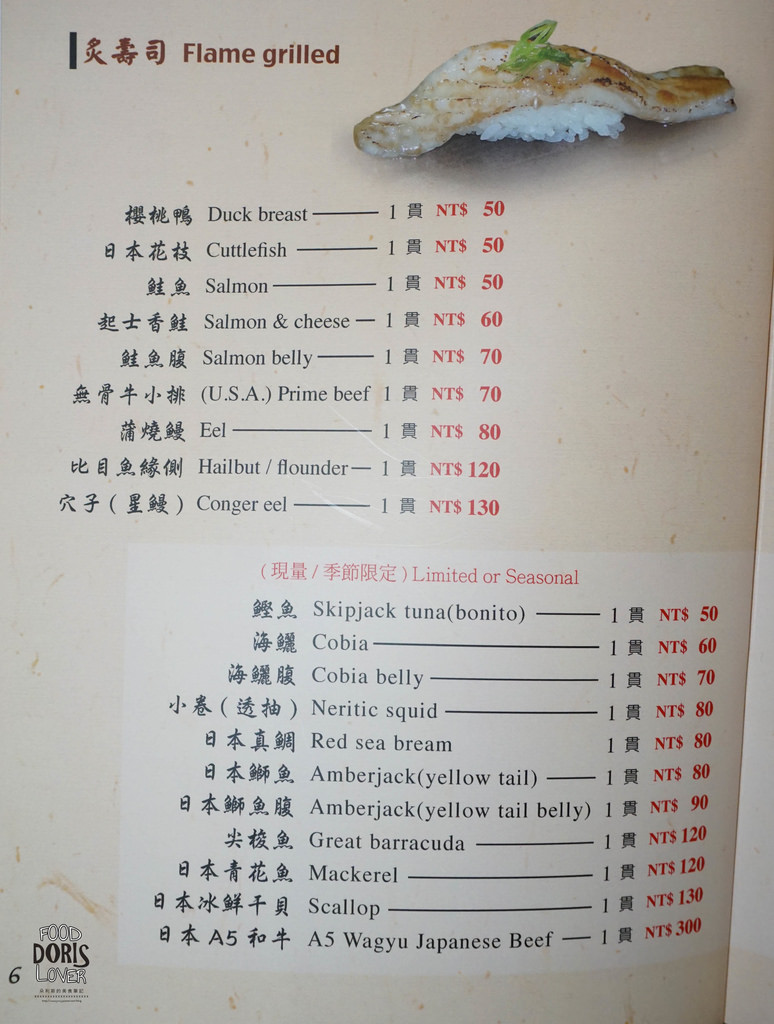 炙壽司 Flame grilled
櫻桃鴨 Duck breast 1 貫 NT$ 50
日本花枝 Cuttlefish 1 貫 NT$ 50
鮭魚 Salmon 1 貫 NT$ 50
起士香鮭 Salmon & cheese 1 貫 NT$ 60
鮭魚腹 Salmon belly 1 貫 NT$ 70
無骨牛小排 (U.S.A.) Prime beef 1 貫 NT$ 70
蒲燒鰻 Eel 1 貫 NT$ 80
比目魚緣側 Hailbut / flounder 1 貫 NT$ 120
穴子(星鰻) Conger eel 1 貫 NT$ 130
(現量/季節限定) Limited or Seasonal
鰹魚 Skipjack tuna(bonito) 1 貫 NT$ 50
海鱺 Cobia 1 貫 NT$ 60
海鱺腹 Cobia belly 1 貫 NT$ 70
小卷(透抽) Neritic squid 1 貫 NT$ 80
日本真鯛 Red sea bream 1 貫 NT$ 80
日本鰤魚 Amberjack(yellow tail) 1 貫 NT$ 80
日本鰤魚腹 Amberjack(yellow tail belly) 1 貫 NT$ 90
尖梭魚 Great barracuda 1 貫 NT$ 120
日本青花魚 Mackerel 1 貫 NT$ 120
日本冰鮮干貝 Scallop 1 貫 NT$ 130
日本A5和牛 A5 Wagyu Japanese Beef 1 貫 NT$ 300
6
FOOD
DORIS
LOVER